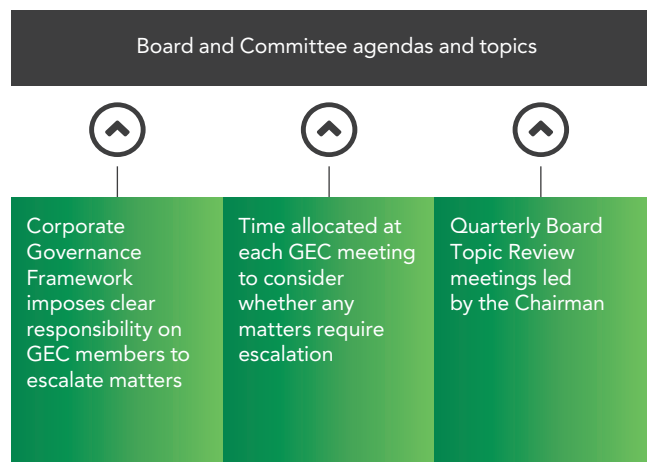 Board and Committee agendas and topics
Corporate
Governance
Framework
imposes clear
responsibility on
GEC members to
escalate matters
Time allocated at
each GEC meeting
to consider
whether any
matters require
escalation
Quarterly Board
Topic Review
meetings led
by the Chairman